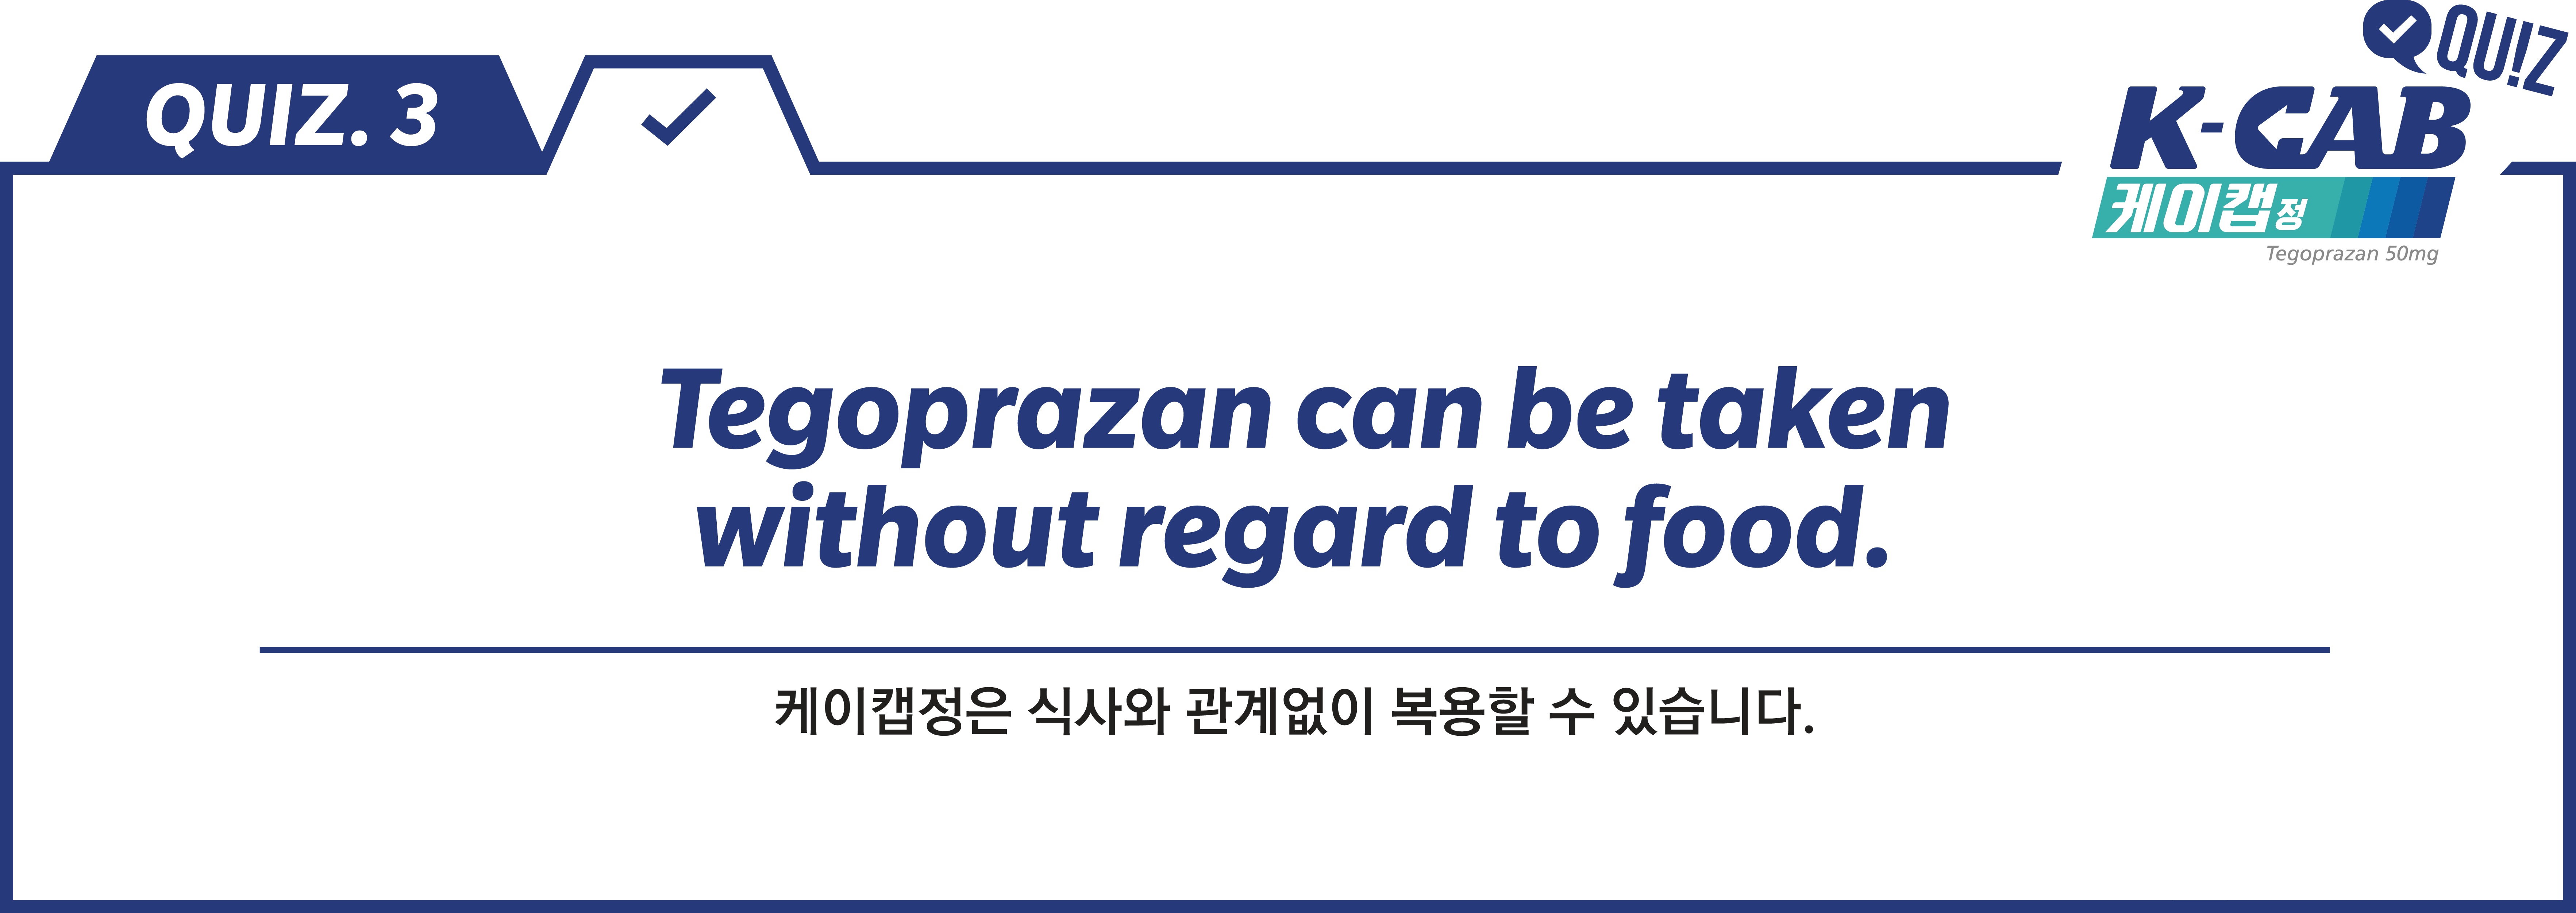 QUIZ. 3
QU!Z
K-CAB
케이캡정
Tegoprazan 50mg
Tegoprazan can be taken
without regard to food.
케이캡정은 식사와 관계없이 복용할 수 있습니다.